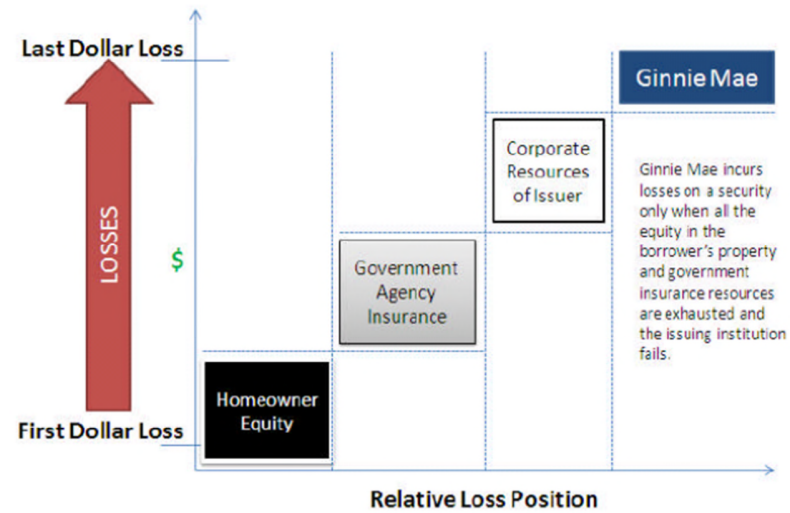 Last Dollar Loss
LOSSES
$
First Dollar Loss
Homeowner
Equity
Government
Agency
Insurance
Corporate
Resources
of Issuer
Ginnie Mae
Ginnie Mae incurs
losses on a security
only when all the
equity in the
borrower's property
and government
insurance resources
are exhausted and
the issuing institution
fails.
Relative Loss Position